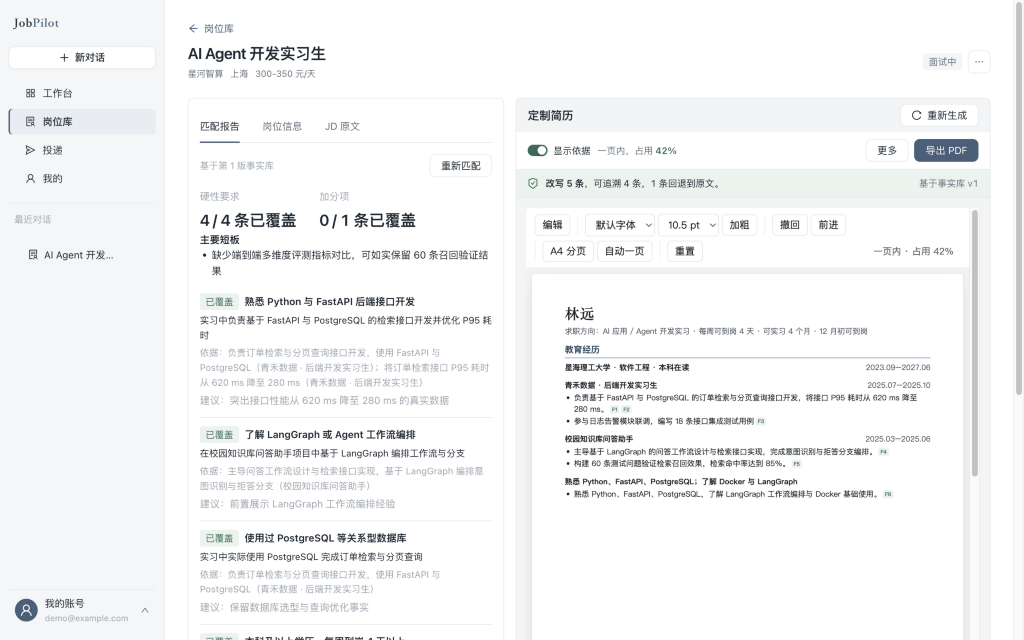 JobPilot
+ 新对话
工作台
岗位库
投递
我的
最近对话
AI Agent 开发...
我的账号
demo@example.com
← 岗位库
AI Agent 开发实习生
星河智算 上海 300-350 元/天
面试中
...
匹配报告 岗位信息 JD 原文
基于第 1 版事实库
重新匹配
硬性要求 加分项
4 / 4 条已覆盖 0 / 1 条已覆盖
主要短板
• 缺少端到端多维度评测指标对比，可如实保留 60 条召回验证结
果
已覆盖 熟悉 Python 与 FastAPI 后端接口开发
实习中负责基于 FastAPI 与 PostgreSQL 的检索接口开发并优化 P95 耗
时
依据：负责订单检索与分页查询接口开发，使用 FastAPI 与
PostgreSQL（青禾数据 · 后端开发实习生）；将订单检索接口 P95 耗时
从 620 ms 降至 280 ms（青禾数据 · 后端开发实习生）
建议：突出接口性能从 620 ms 降至 280 ms 的真实数据
已覆盖 了解 LangGraph 或 Agent 工作流编排
在校园知识库问答助手项目中基于 LangGraph 编排工作流与分支
依据：主导问答工作流设计与检索接口实现，基于 LangGraph 编排意
图识别与拒答分支（校园知识库问答助手）
建议：前置展示 LangGraph 工作流编排经验
已覆盖 使用过 PostgreSQL 等关系型数据库
实习中实际使用 PostgreSQL 完成订单检索与分页查询
依据：负责订单检索与分页查询接口开发，使用 FastAPI 与
PostgreSQL（青禾数据 · 后端开发实习生）
建议：保留数据库选型与查询优化事实
定制简历
重新生成
显示依据 一页内，占用 42%
更多
导出 PDF
改写 5 条，可追溯 4 条，1 条回退到原文。
基于事实库 v1
编辑 默认字体 10.5 pt 加粗 撤回 前进
A4 分页 自动一页 重置 一页内 · 占用 42%
林远
求职方向：AI 应用 / Agent 开发实习 · 每周可到岗 4 天 · 可实习 4 个月 · 12 月初可到岗
教育经历
星海理工大学 · 软件工程 · 本科在读 2023.09—2027.06
青禾数据 · 后端开发实习生 2025.07—2025.10
• 负责基于 FastAPI 与 PostgreSQL 的订单检索与分页查询接口开发，将接口 P95 耗时从 620 ms 降至
280 ms。 F1 F2
• 参与日志告警模块联调，编写 18 条接口集成测试用例 F3
校园知识库问答助手 2025.03—2025.06
• 主导基于 LangGraph 的问答工作流设计与检索接口实现，完成意图识别与拒答分支编排。 F4
• 构建 60 条测试问题验证检索召回效果，检索命中率达到 85%。 F5
熟悉 Python、FastAPI、PostgreSQL；了解 Docker 与 LangGraph
• 熟悉 Python、FastAPI、PostgreSQL，了解 LangGraph 工作流编排与 Docker 基础使用。 F6